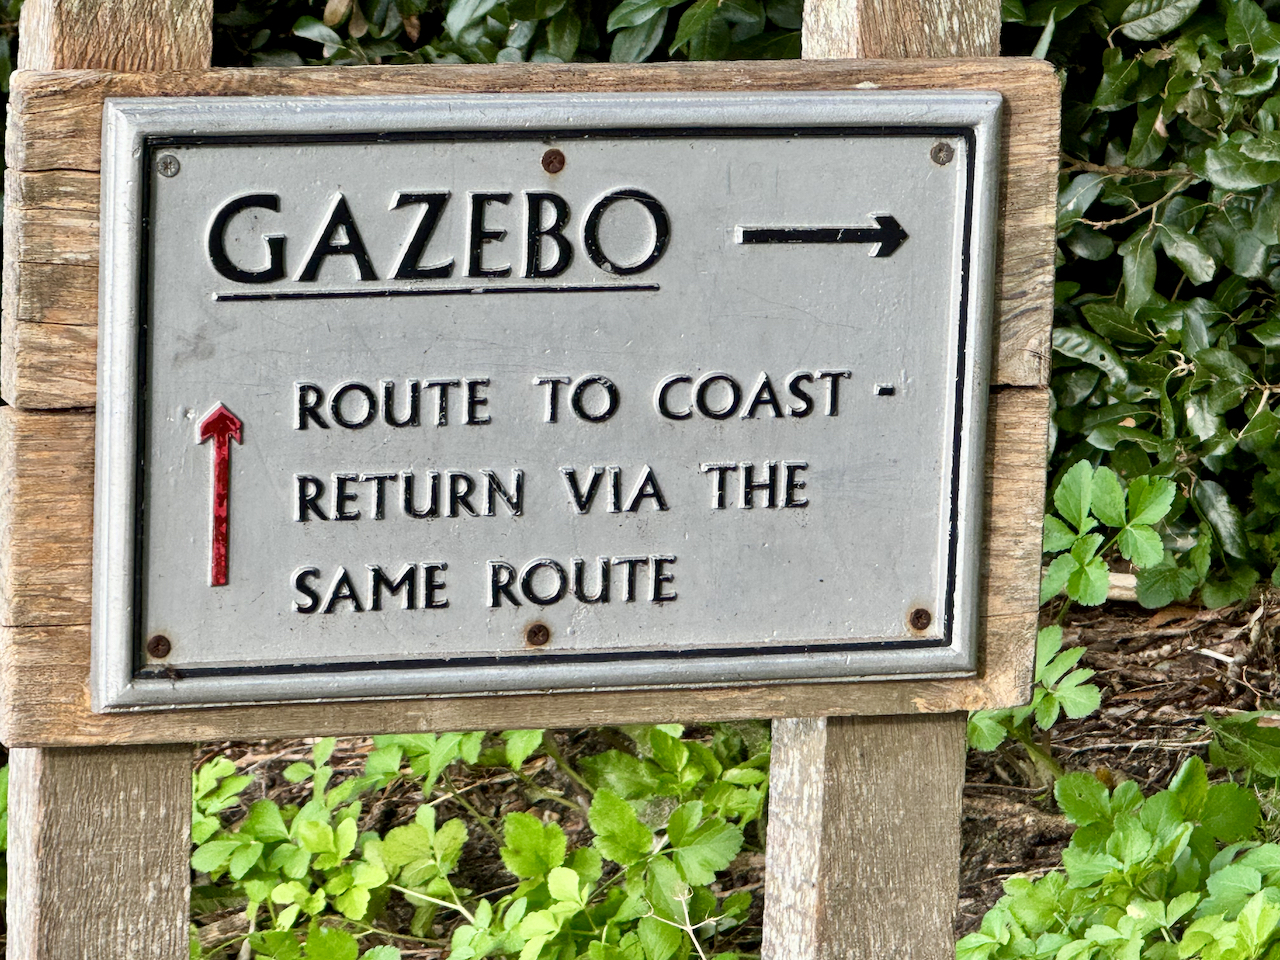 GAZEBO
ROUTE TO COAST -
RETURN VIA THE
SAME ROUTE